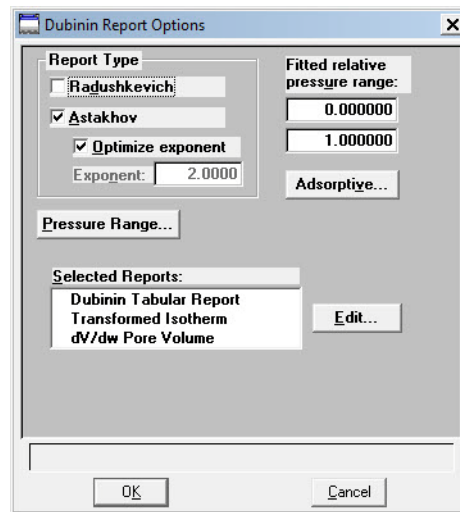 Dubinin Report Options
Report Type
Radushkevich
Astakhov
Optimize exponent
Exponent: 2.0000
Fitted relative
pressure range:
0.000000
1.000000
Adsorptive...
Pressure Range...
Selected Reports:
Dubinin Tabular Report
Transformed Isotherm
dV/dw Pore Volume
Edit...
OK
Cancel